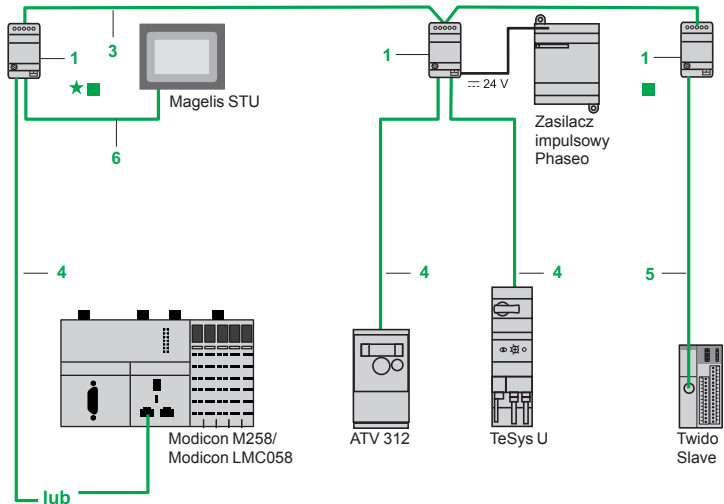 1
3
1
1
⎓ 24 V
★ ■
■
Magelis STU
Zasilacz
impulsowy
Phaseo
6
4
4
4
5
Modicon M258/
Modicon LMC058
ATV 312
TeSys U
Twido
Slave
lub